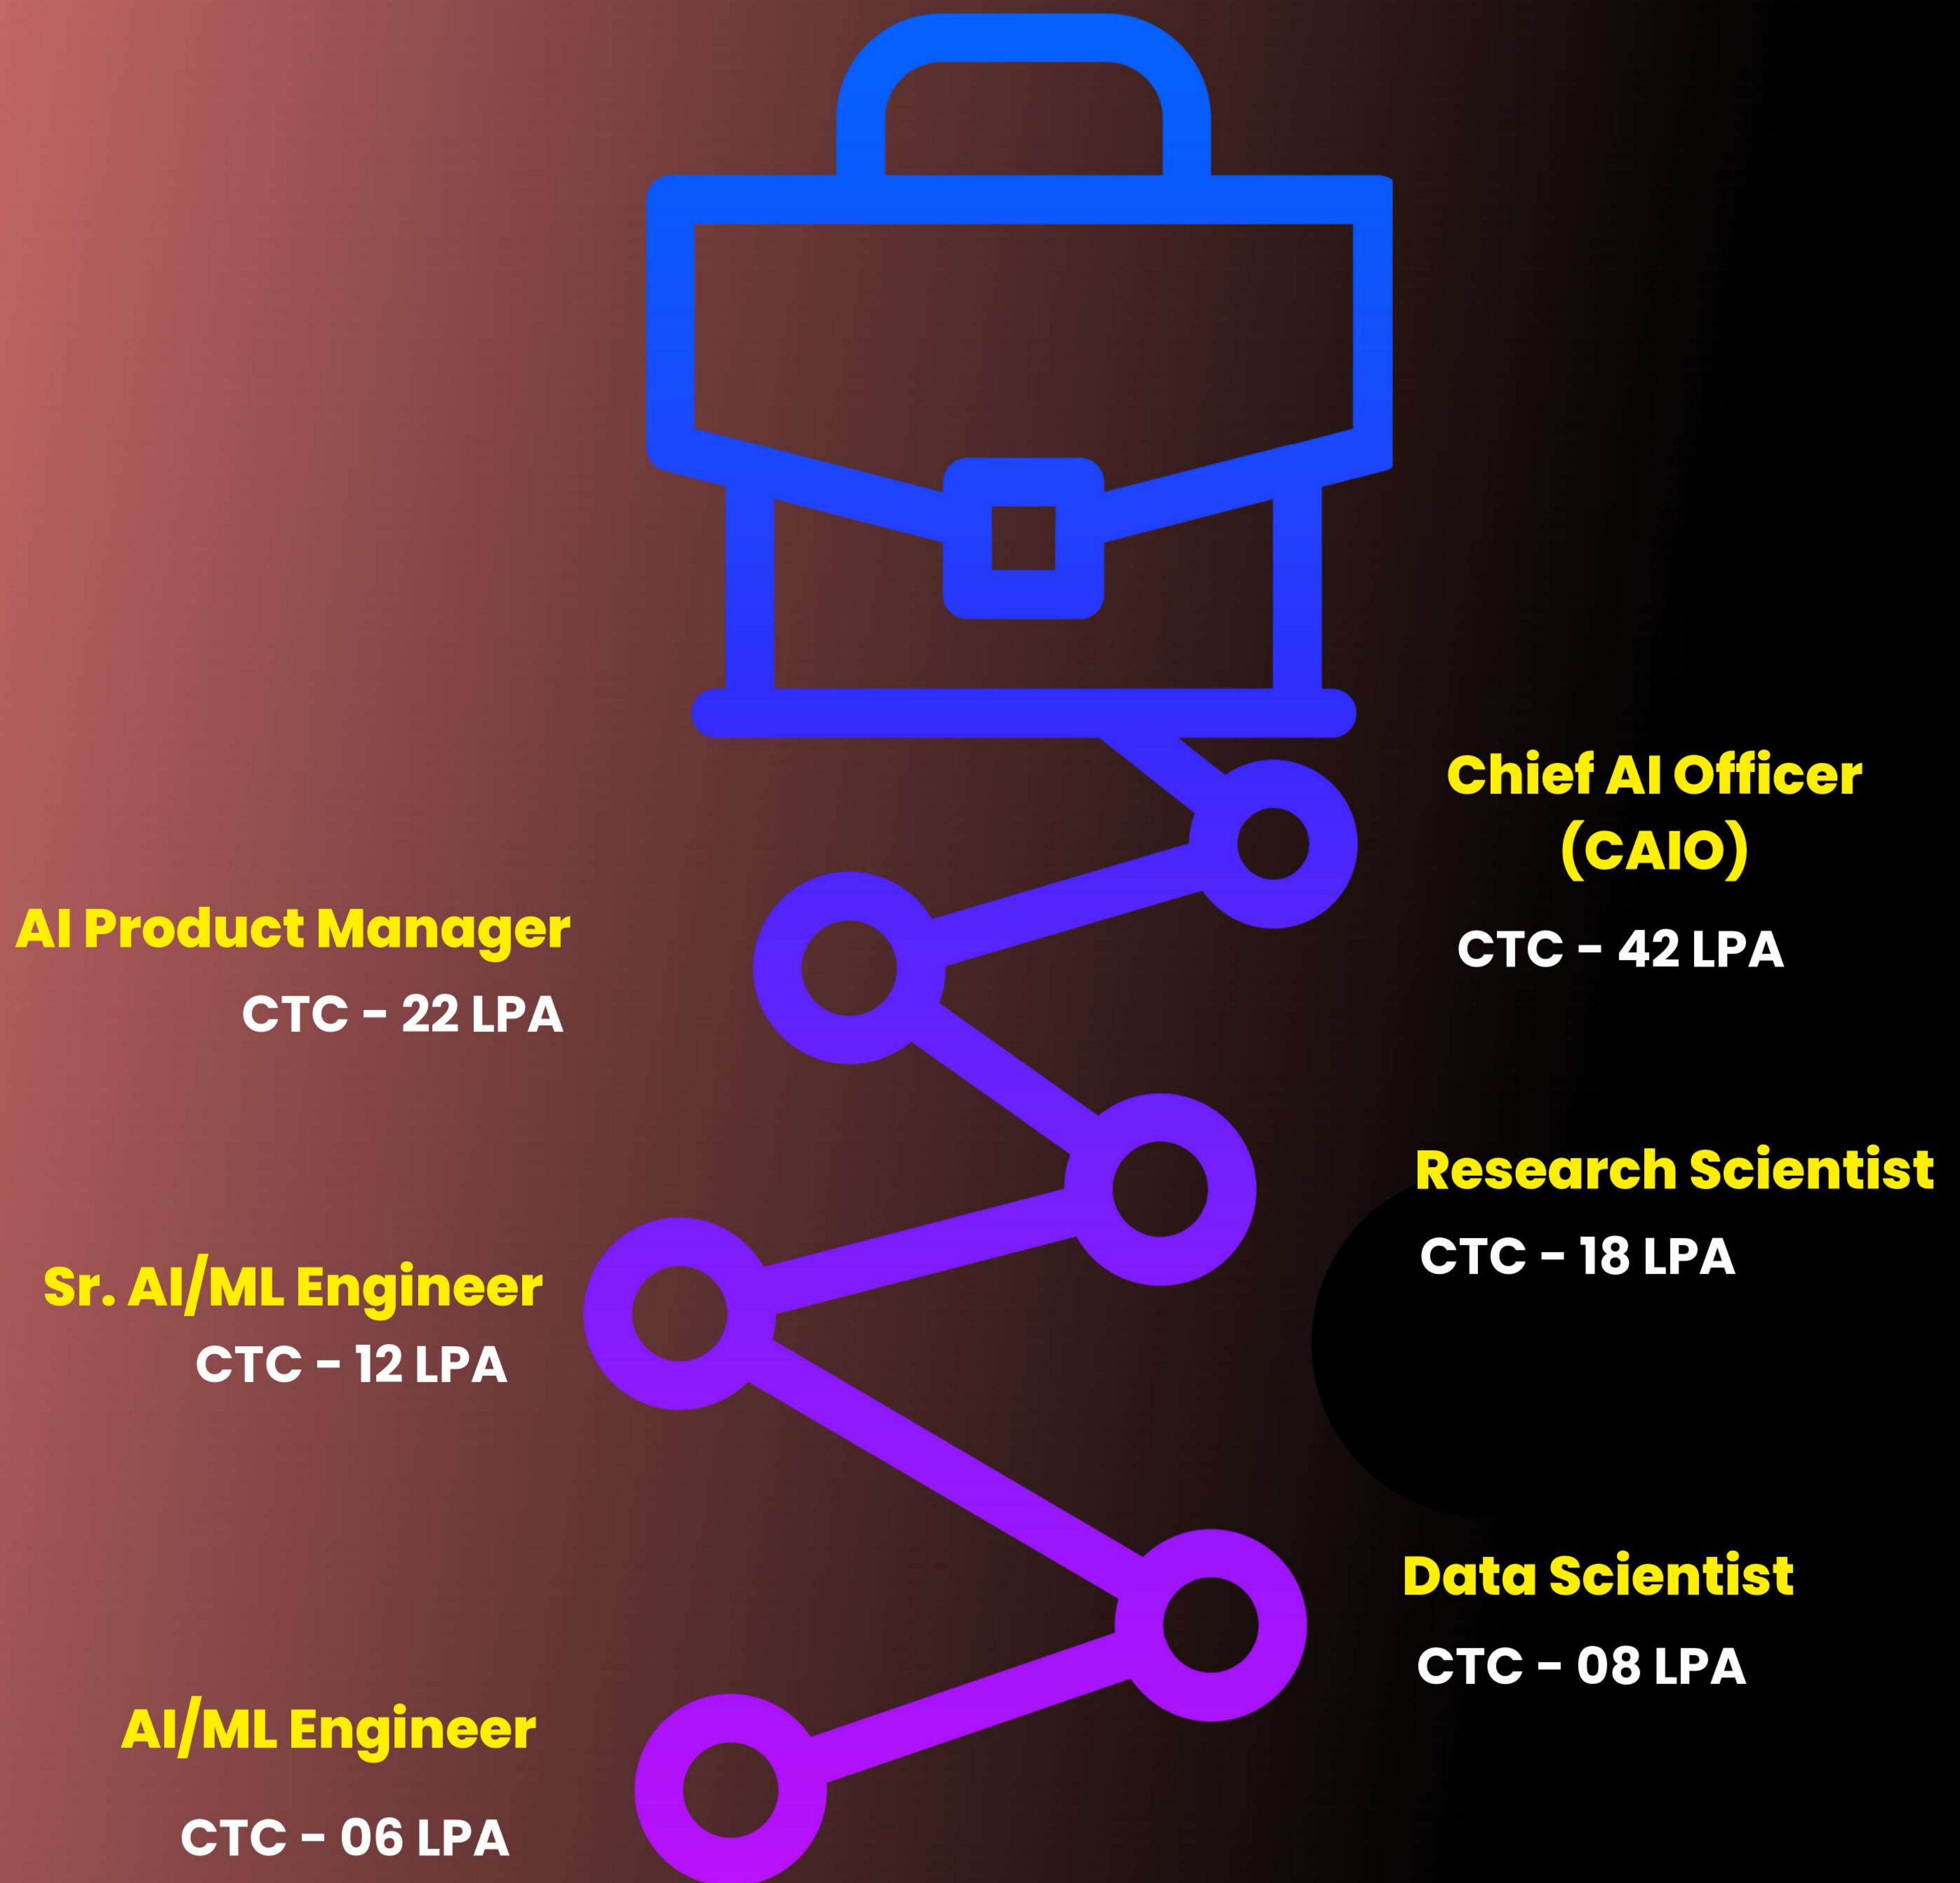 Chief AI Officer
(CAIO)
CTC - 42 LPA
AI Product Manager
CTC - 22 LPA
Research Scientist
CTC - 18 LPA
Sr. AI/ML Engineer
CTC - 12 LPA
Data Scientist
CTC - 08 LPA
AI/ML Engineer
CTC - 06 LPA